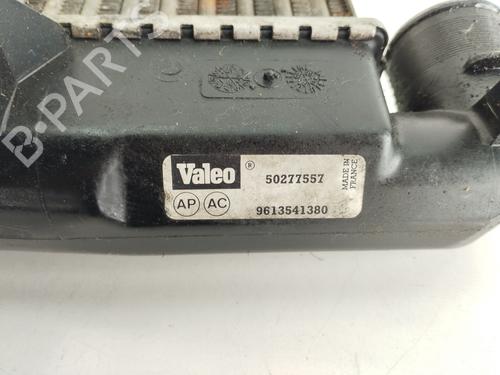 B-PARTS
Valeo ® 50277557
AP AC 9613541380
MADE IN
FRANCE